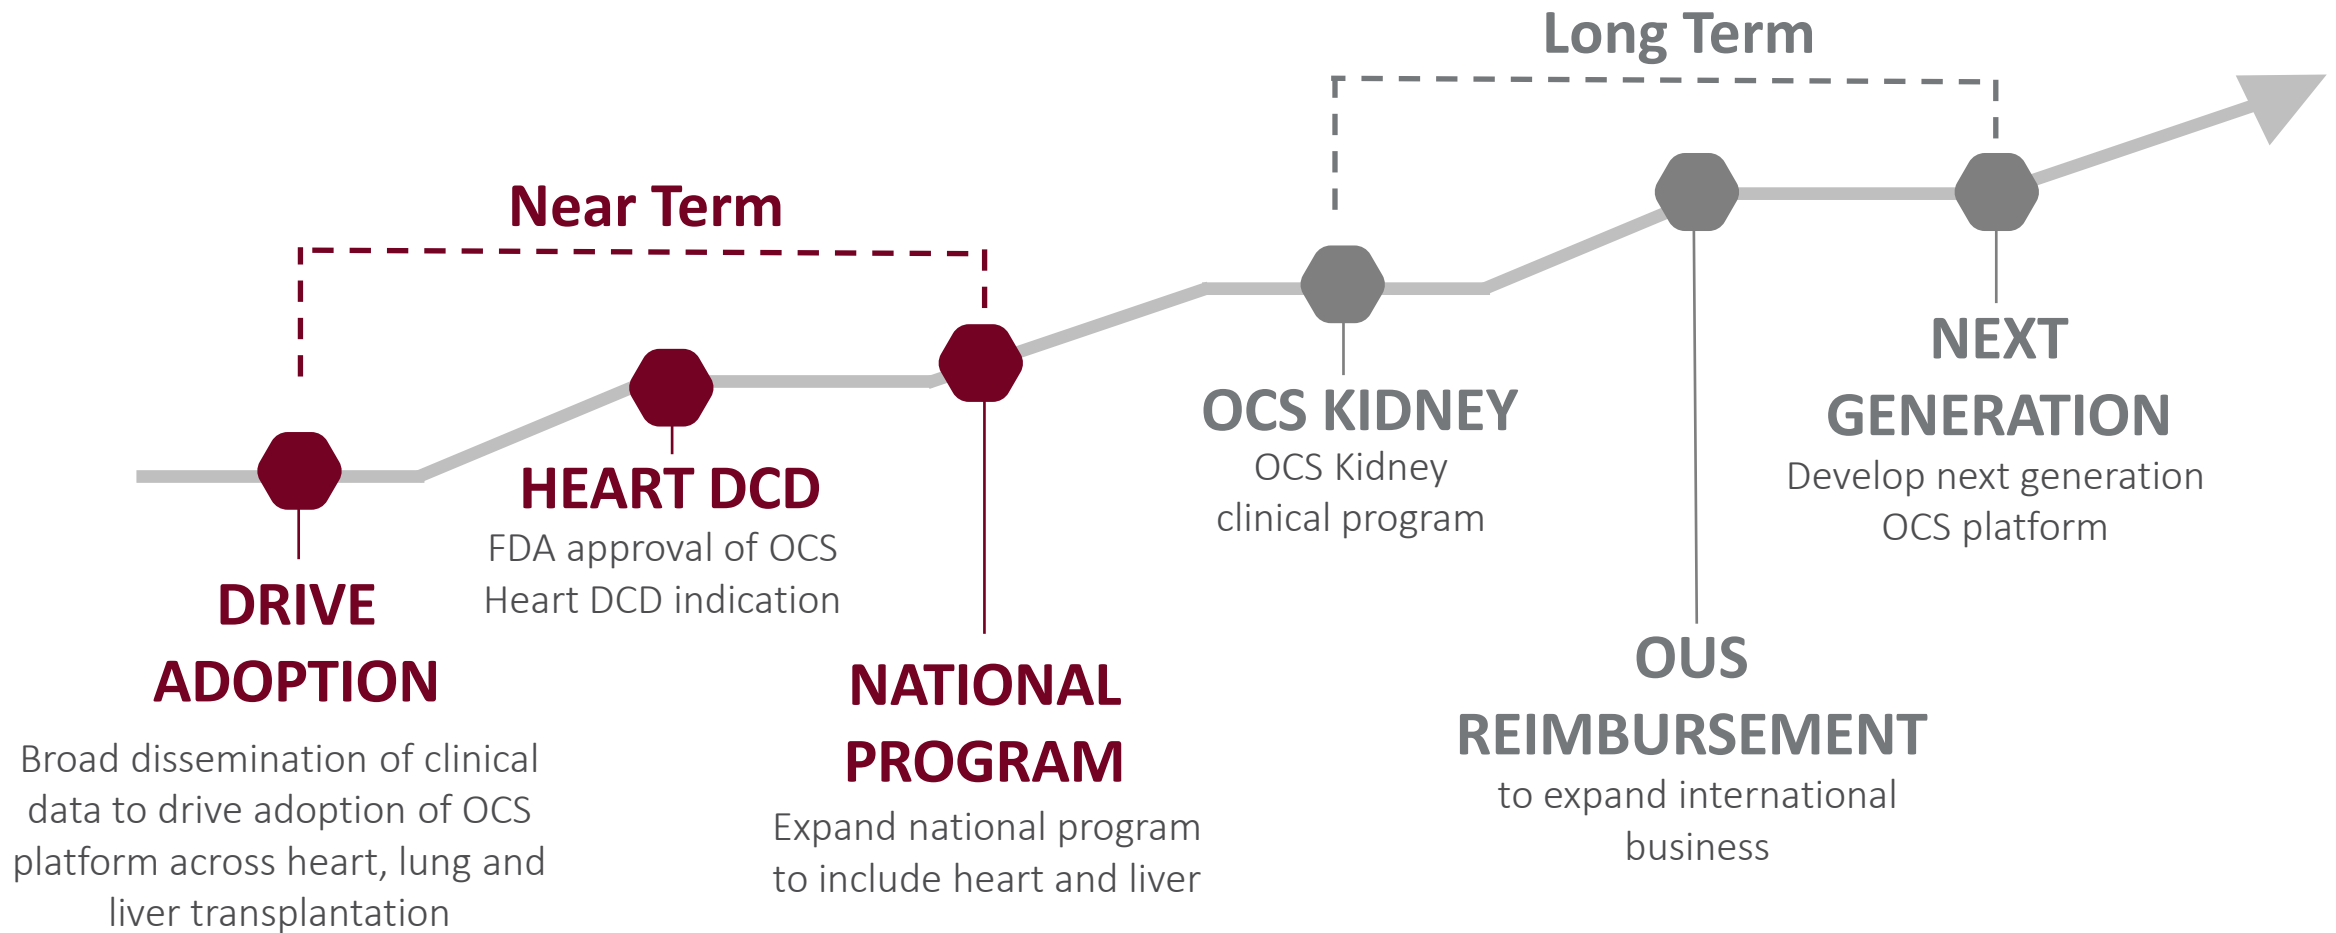 Long Term
Near Term
DRIVE
ADOPTION
Broad dissemination of clinical
data to drive adoption of OCS
platform across heart, lung and
liver transplantation
HEART DCD
FDA approval of OCS
Heart DCD indication
NATIONAL
PROGRAM
Expand national program
to include heart and liver
OCS KIDNEY
OCS Kidney
clinical program
OUS
REIMBURSEMENT
to expand international
business
NEXT
GENERATION
Develop next generation
OCS platform